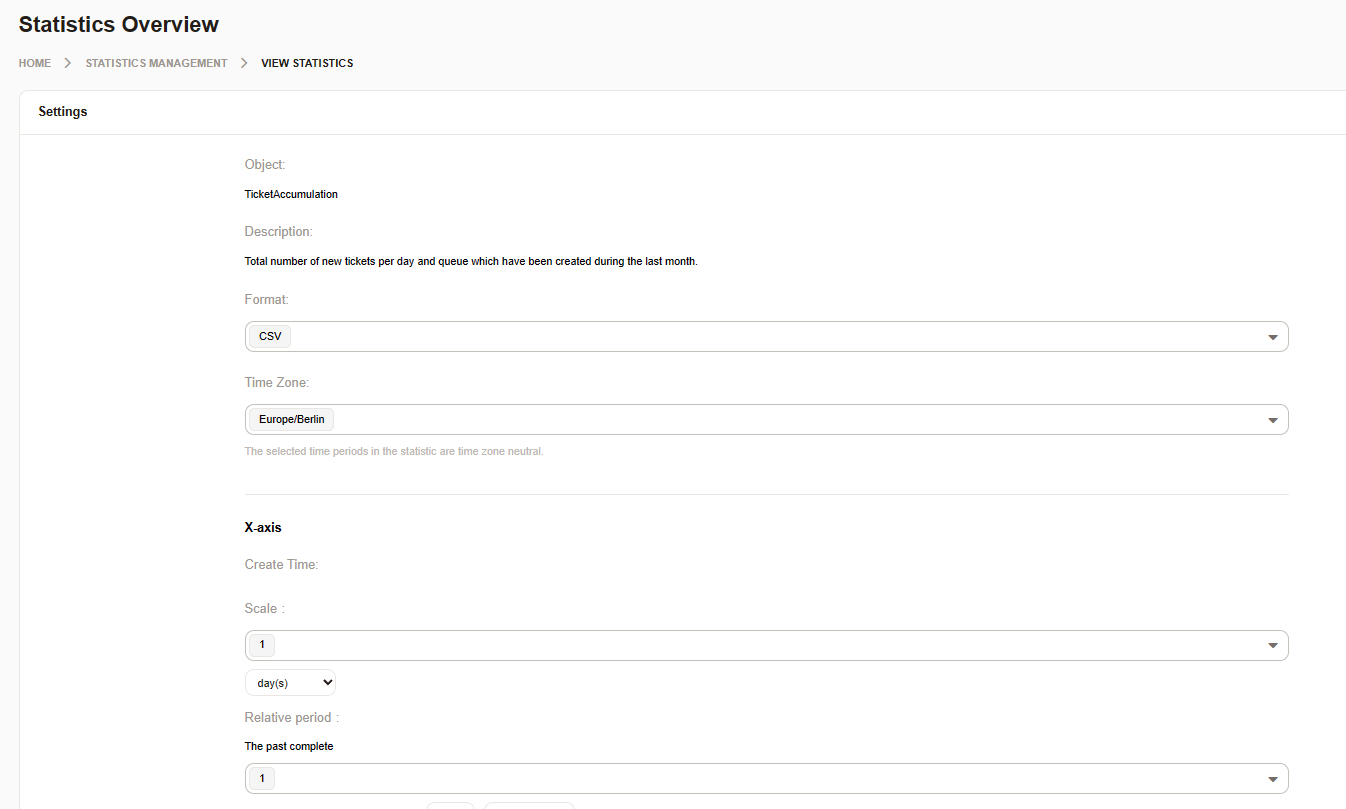 Statistics Overview
HOME > STATISTICS MANAGEMENT > VIEW STATISTICS
Settings
Object:
TicketAccumulation
Description:
Total number of new tickets per day and queue which have been created during the last month.
Format:
CSV
Time Zone:
Europe/Berlin
The selected time periods in the statistic are time zone neutral.
X-axis
Create Time:
Scale :
1
day(s)
Relative period :
The past complete
1